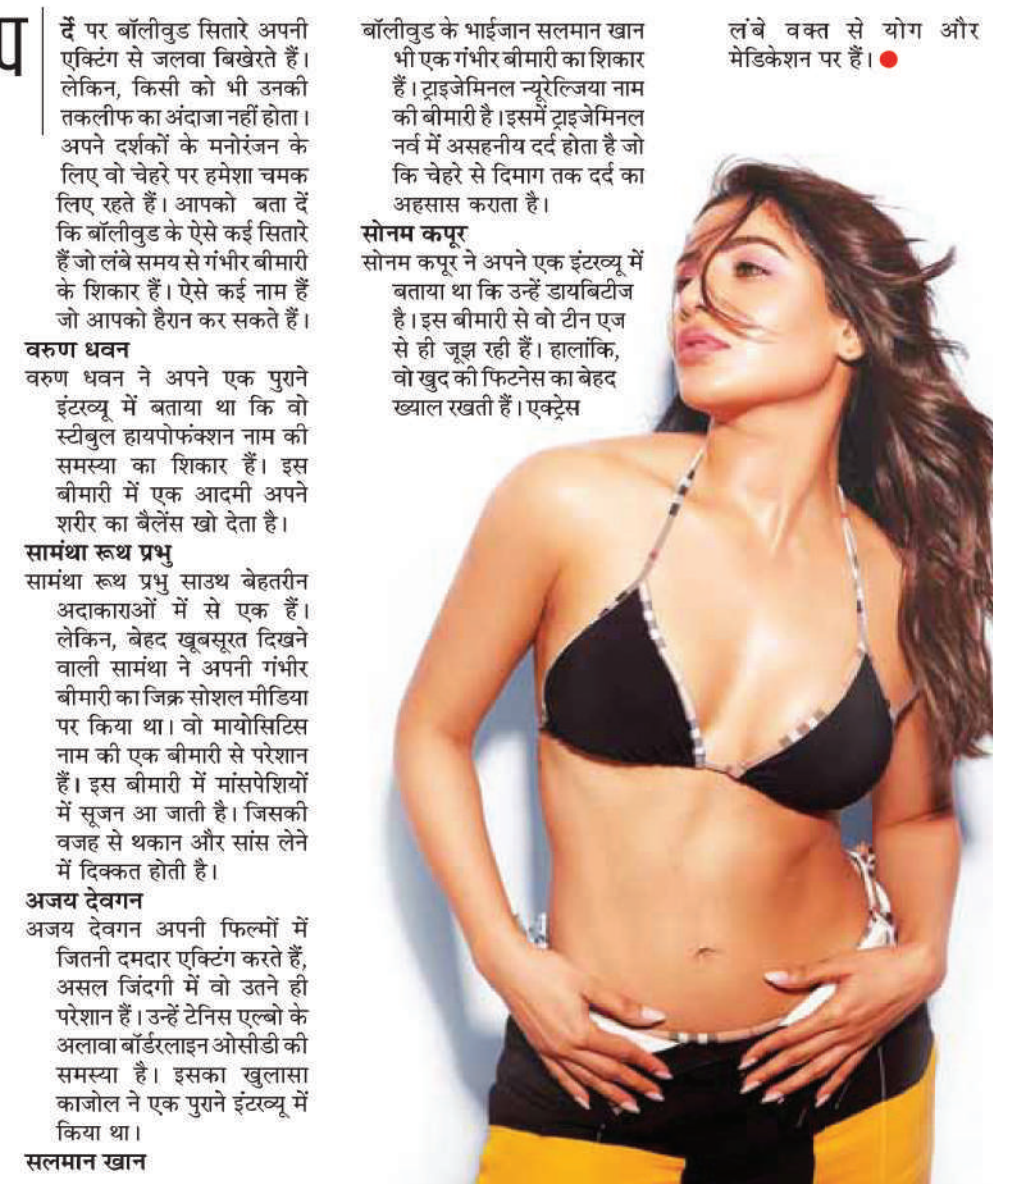 प
र्दे पर बॉलीवुड सितारे अपनी
एक्टिंग से जलवा बिखेरते हैं।
लेकिन, किसी को भी उनकी
तकलीफ का अंदाजा नहीं होता।
अपने दर्शकों के मनोरंजन के
लिए वो चेहरे पर हमेशा चमक
लिए रहते हैं। आपको बता दें
कि बॉलीवुड के ऐसे कई सितारे
हैं जो लंबे समय से गंभीर बीमारी
के शिकार हैं। ऐसे कई नाम हैं
जो आपको हैरान कर सकते हैं।
वरुण धवन
वरुण धवन ने अपने एक पुराने
इंटरव्यू में बताया था कि वो
स्टीबुल हायपोफंक्शन नाम की
समस्या का शिकार हैं। इस
बीमारी में एक आदमी अपने
शरीर का बैलेंस खो देता है।
सामंथा रूथ प्रभु
सामंथा रूथ प्रभु साउथ बेहतरीन
अदाकाराओं में से एक हैं।
लेकिन, बेहद खूबसूरत दिखने
वाली सामंथा ने अपनी गंभीर
बीमारी का जिक्र सोशल मीडिया
पर किया था। वो मायोसिटिस
नाम की एक बीमारी से परेशान
हैं। इस बीमारी में मांसपेशियों
में सूजन आ जाती है। जिसकी
वजह से थकान और सांस लेने
में दिक्कत होती है।
अजय देवगन
अजय देवगन अपनी फिल्मों में
जितनी दमदार एक्टिंग करते हैं,
असल जिंदगी में वो उतने ही
परेशान हैं। उन्हें टेनिस एल्बो के
अलावा बॉर्डरलाइन ओसीडी की
समस्या है। इसका खुलासा
काजोल ने एक पुराने इंटरव्यू में
किया था।
सलमान खान
बॉलीवुड के भाईजान सलमान खान
भी एक गंभीर बीमारी का शिकार
हैं। ट्राइजेमिनल न्यूरेल्जिया नाम
की बीमारी है। इसमें ट्राइजेमिनल
नर्व में असहनीय दर्द होता है जो
कि चेहरे से दिमाग तक दर्द का
अहसास कराता है।
सोनम कपूर
सोनम कपूर ने अपने एक इंटरव्यू में
बताया था कि उन्हें डायबिटीज
है। इस बीमारी से वो टीन एज
से ही जूझ रही हैं। हालांकि,
वो खुद की फिटनेस का बेहद
ख्याल रखती हैं। एक्ट्रेस
लंबे वक्त से योग और
मेडिकेशन पर हैं।